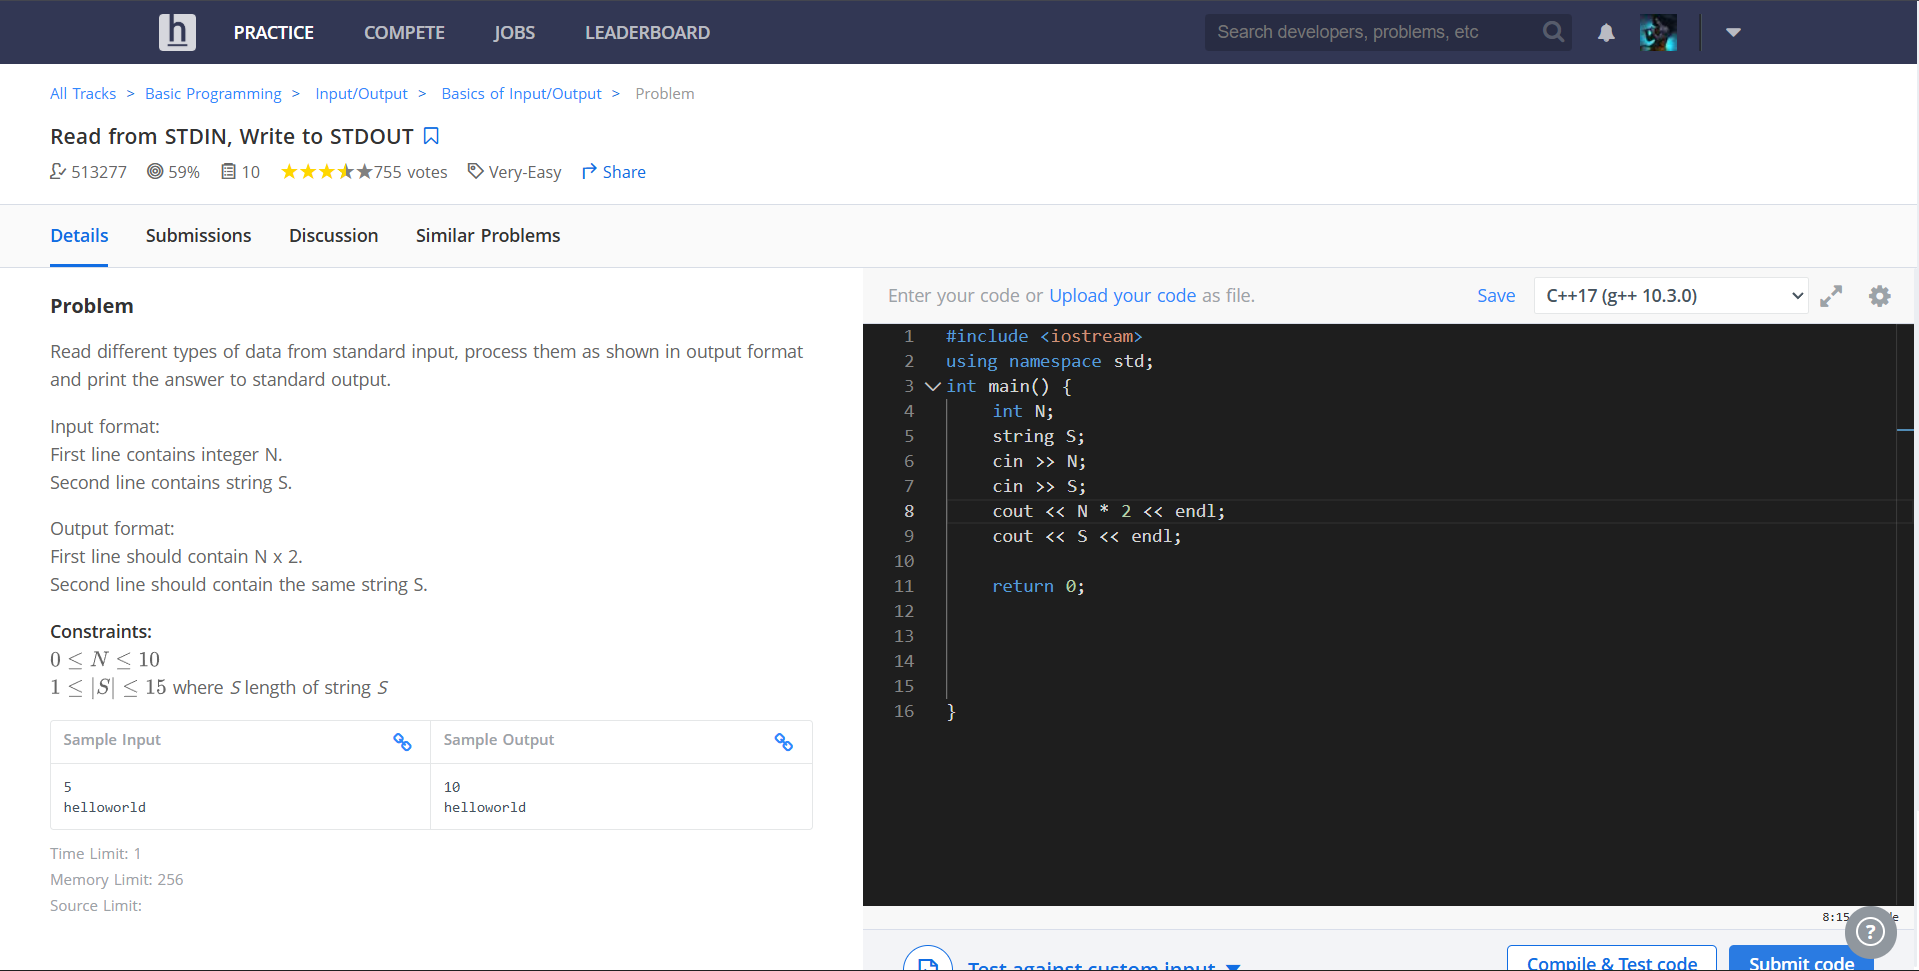 h PRACTICE COMPETE JOBS LEADERBOARD Search developers, problems, etc
All Tracks > Basic Programming > Input/Output > Basics of Input/Output > Problem
Read from STDIN, Write to STDOUT
513277 59% 10 755 votes Very-Easy Share
Details Submissions Discussion Similar Problems
Problem
Read different types of data from standard input, process them as shown in output format
and print the answer to standard output.
Input format:
First line contains integer N.
Second line contains string S.
Output format:
First line should contain N x 2.
Second line should contain the same string S.
Constraints:
0 ≤ N ≤ 10
1 ≤ |S| ≤ 15 where S length of string S
Sample Input Sample Output
5 10
helloworld helloworld
Time Limit: 1
Memory Limit: 256
Source Limit:
Enter your code or Upload your code as file. Save C++17 (g++ 10.3.0)
1 #include <iostream>
2 using namespace std;
3 int main() {
4 int N;
5 string S;
6 cin >> N;
7 cin >> S;
8 cout << N * 2 << endl;
9 cout << S << endl;
10
11 return 0;
12
13
14
15
16 }
8:15
?
Test against custom input Compile & Test code Submit code